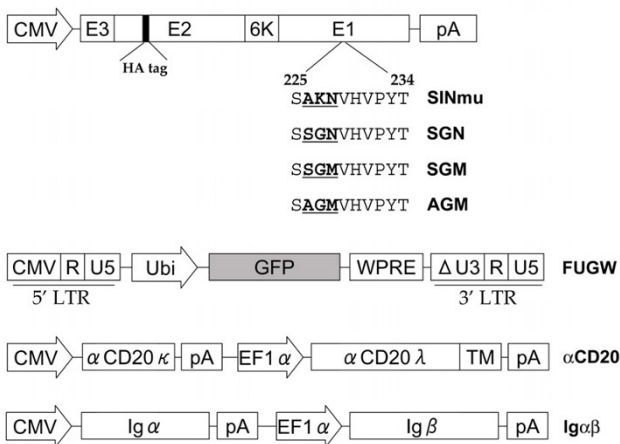 CMV E3 E2 6K E1 pA
HA tag
225 234
SAKNVHVPYT SINmu
SSGNVHVPYT SGN
SSGMVHVPYT SGM
SAGMVHVPYT AGM
CMV R U5 Ubi GFP WPRE ΔU3 R U5 FUGW
5′ LTR 3′ LTR
CMV αCD20κ pA EF1α αCD20λ TM pA αCD20
CMV Igα pA EF1α Igβ pA Igαβ